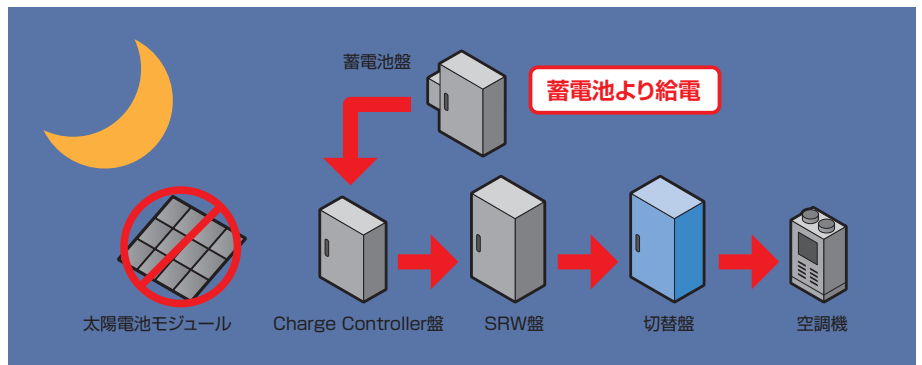 蓄電池盤
蓄電池より給電
太陽電池モジュール
Charge Controller盤
SRW盤
切替盤
空調機